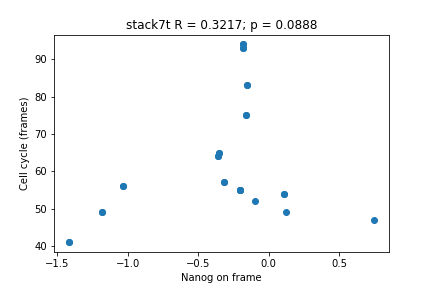 stack7t R = 0.3217; p = 0.0888
90
80
70
60
50
40
Cell cycle (frames)
−1.5 −1.0 −0.5 0.0 0.5
Nanog on frame